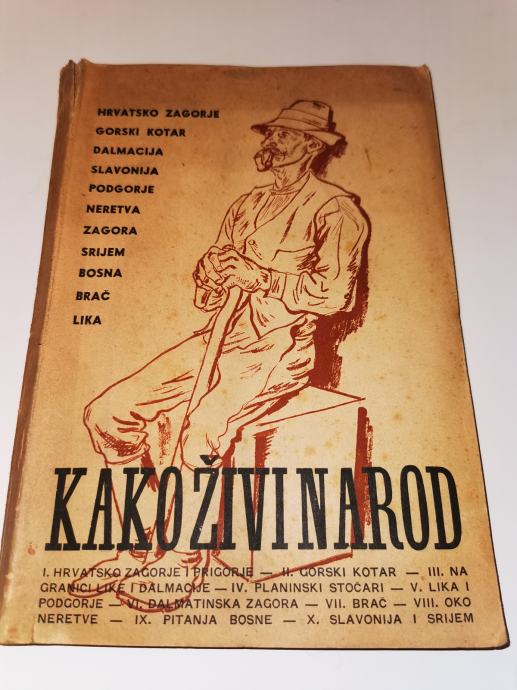 HRVATSKO ZAGORJE
GORSKI KOTAR
DALMACIJA
SLAVONIJA
PODGORJE
NERETVA
ZAGORA
SRIJEM
BOSNA
BRAČ
LIKA
KAKO ŽIVI NAROD
I. HRVATSKO ZAGORJE I PRIGORJE — II. GORSKI KOTAR — III. NA
GRANICI LIKE I DALMACIJE — IV. PLANINSKI STOČARI — V. LIKA I
PODGORJE — VI. DALMATINSKA ZAGORA — VII. BRAČ — VIII. OKO
NERETVE — IX. PITANJA BOSNE — X. SLAVONIJA I SRIJEM